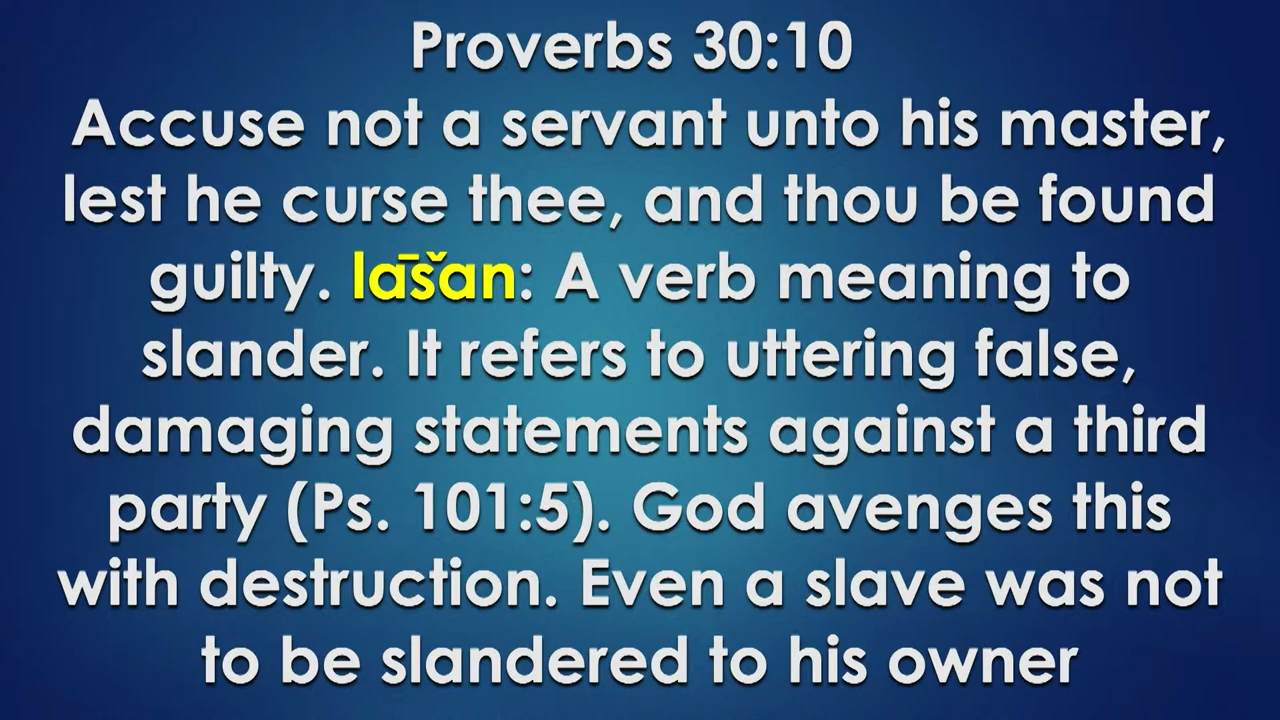 Proverbs 30:10
Accuse not a servant unto his master,
lest he curse thee, and thou be found
guilty. lāšan: A verb meaning to
slander. It refers to uttering false,
damaging statements against a third
party (Ps. 101:5). God avenges this
with destruction. Even a slave was not
to be slandered to his owner